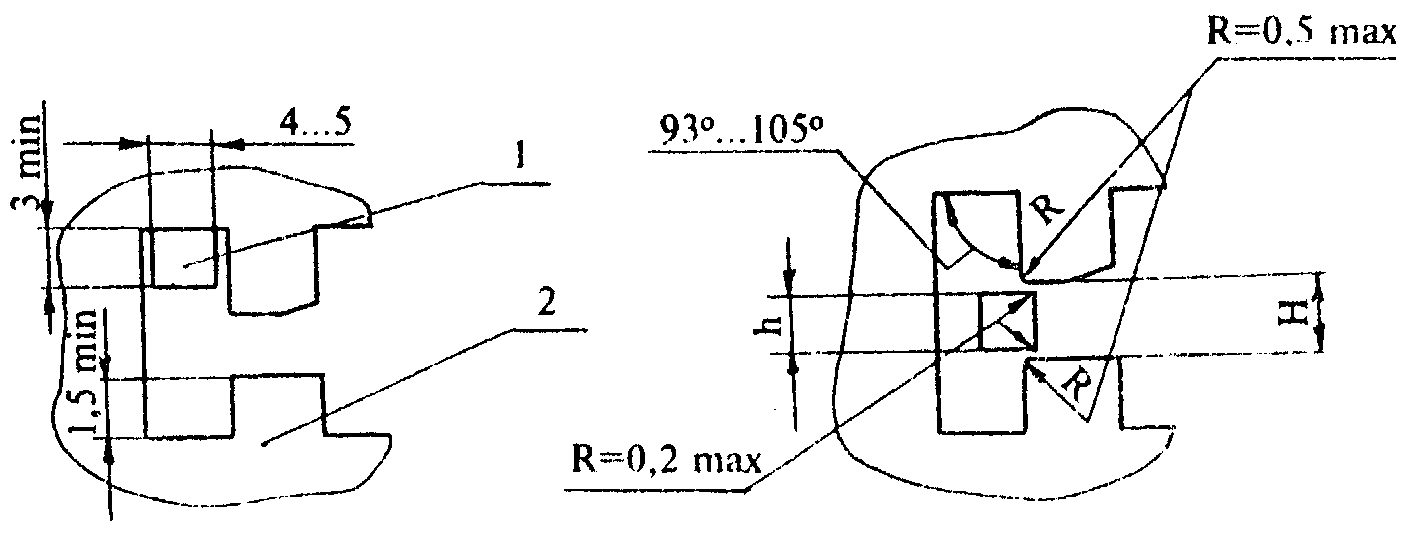 R=0,5 max
4...5
93°...105°
3 min
1
R
2
h
H
1,5 min
R
R=0,2 max